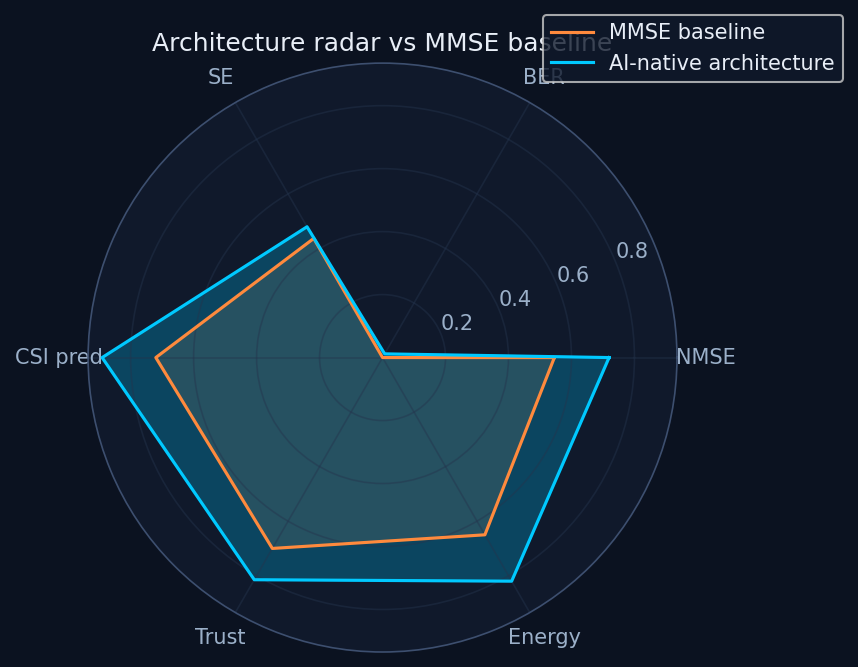 Architecture radar vs MMSE baseline
MMSE baseline
AI-native architecture
SE
BER
0.8
0.6
0.4
0.2
CSI pred
NMSE
Trust
Energy